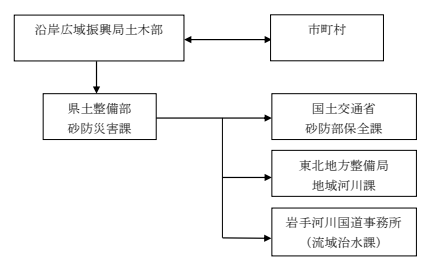 沿岸広域振興局土木部
市町村
県土整備部
砂防災害課
国土交通省
砂防部保全課
東北地方整備局
地域河川課
岩手河川国道事務所
(流域治水課)